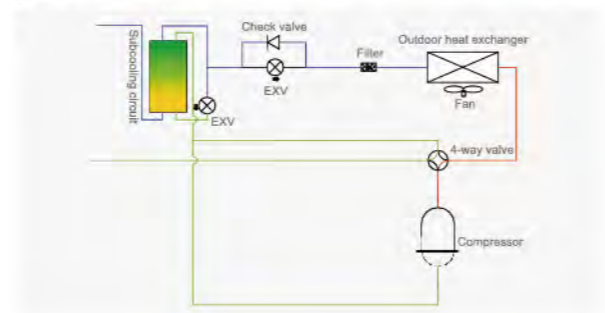 Check valve
Filter
Outdoor heat exchanger
Subcooling circuit
EXV
Fan
EXV
4-way valve
Compressor